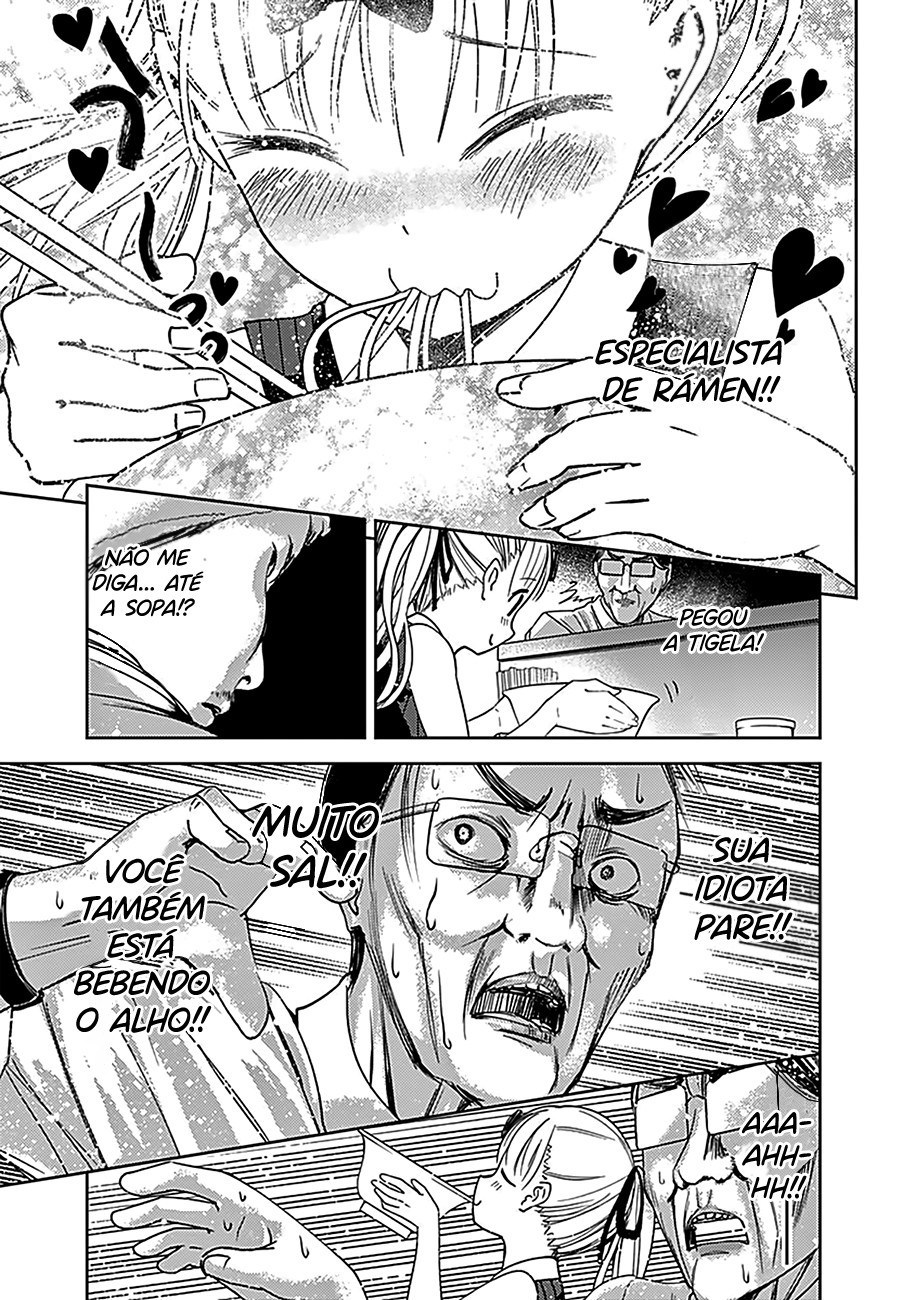 ESPECIALISTA
DE RÁMEN!!
PEGOU
A TIGELA!
NÃO ME
DIGA... ATÉ
A SOPA!?
SUA
IDIOTA
PARE!!
MUITO
SAL!!
VOCÊ
TAMBÉM
ESTÁ
BEBENDO
O ALHO!!
AAA-
AHH-
HH!!